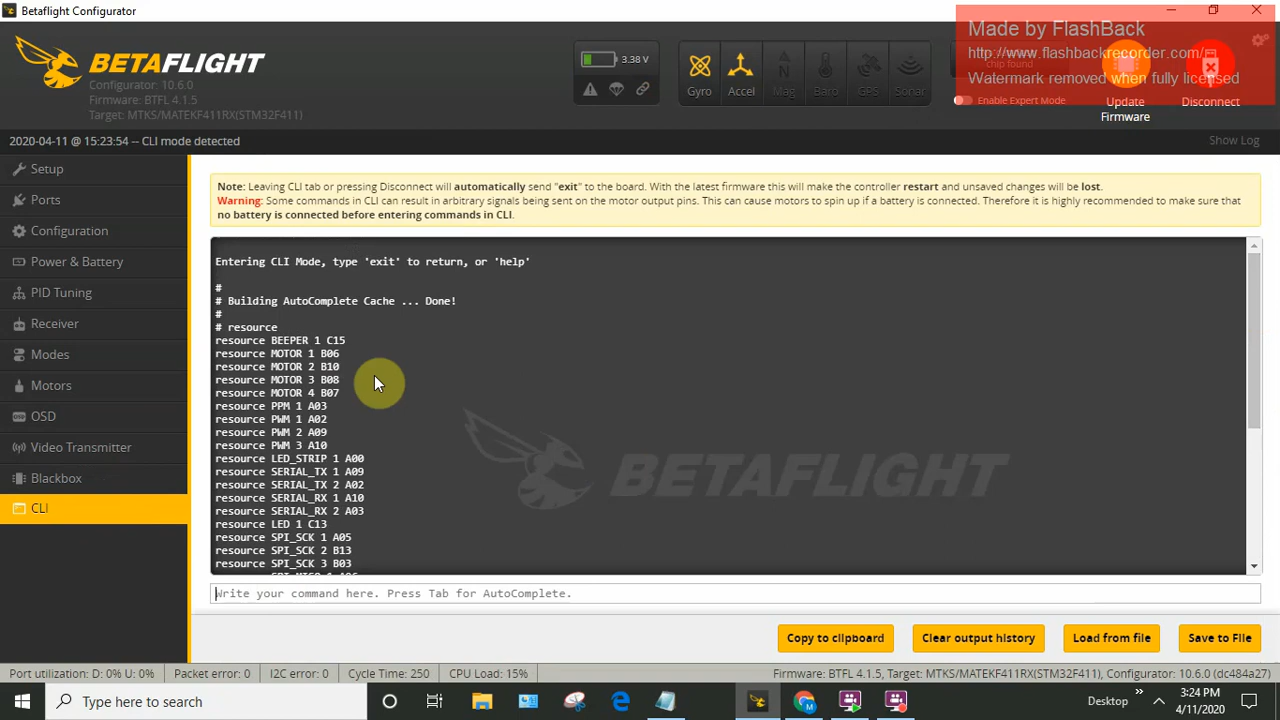 Betaflight Configurator
Made by FlashBack
http://www.flashbackrecorder.com/
Watermark removed when fully licensed
BETAFLIGHT
Configurator: 10.6.0
Firmware: BTFL 4.1.5
Target: MTKS/MATEKF411RX(STM32F411)
3.38 V
Gyro
Accel
Mag
Baro
GPS
Sonar
chip found
Enable Expert Mode
Update
Firmware
Disconnect
2020-04-11 @ 15:23:54 -- CLI mode detected
Show Log
Setup
Ports
Configuration
Power & Battery
PID Tuning
Receiver
Modes
Motors
OSD
Video Transmitter
Blackbox
CLI
Note: Leaving CLI tab or pressing Disconnect will automatically send "exit" to the board. With the latest firmware this will make the controller restart and unsaved changes will be lost.
Warning: Some commands in CLI can result in arbitrary signals being sent on the motor output pins. This can cause motors to spin up if a battery is connected. Therefore it is highly recommended to make sure that
no battery is connected before entering commands in CLI.
Entering CLI Mode, type 'exit' to return, or 'help'
#
# Building AutoComplete Cache ... Done!
#
# resource
resource BEEPER 1 C15
resource MOTOR 1 B06
resource MOTOR 2 B10
resource MOTOR 3 B08
resource MOTOR 4 B07
resource PPM 1 A03
resource PWM 1 A02
resource PWM 2 A09
resource PWM 3 A10
resource LED_STRIP 1 A00
resource SERIAL_TX 1 A09
resource SERIAL_TX 2 A02
resource SERIAL_RX 1 A10
resource SERIAL_RX 2 A03
resource LED 1 C13
resource SPI_SCK 1 A05
resource SPI_SCK 2 B13
resource SPI_SCK 3 B03
BETAFLIGHT
Write your command here. Press Tab for AutoComplete.
Copy to clipboard
Clear output history
Load from file
Save to File
Port utilization: D: 0% U: 0%
Packet error: 0
I2C error: 0
Cycle Time: 250
CPU Load: 15%
Firmware: BTFL 4.1.5, Target: MTKS/MATEKF411RX(STM32F411), Configurator: 10.6.0 (dc484a27)
Type here to search
Desktop
3:24 PM
4/11/2020